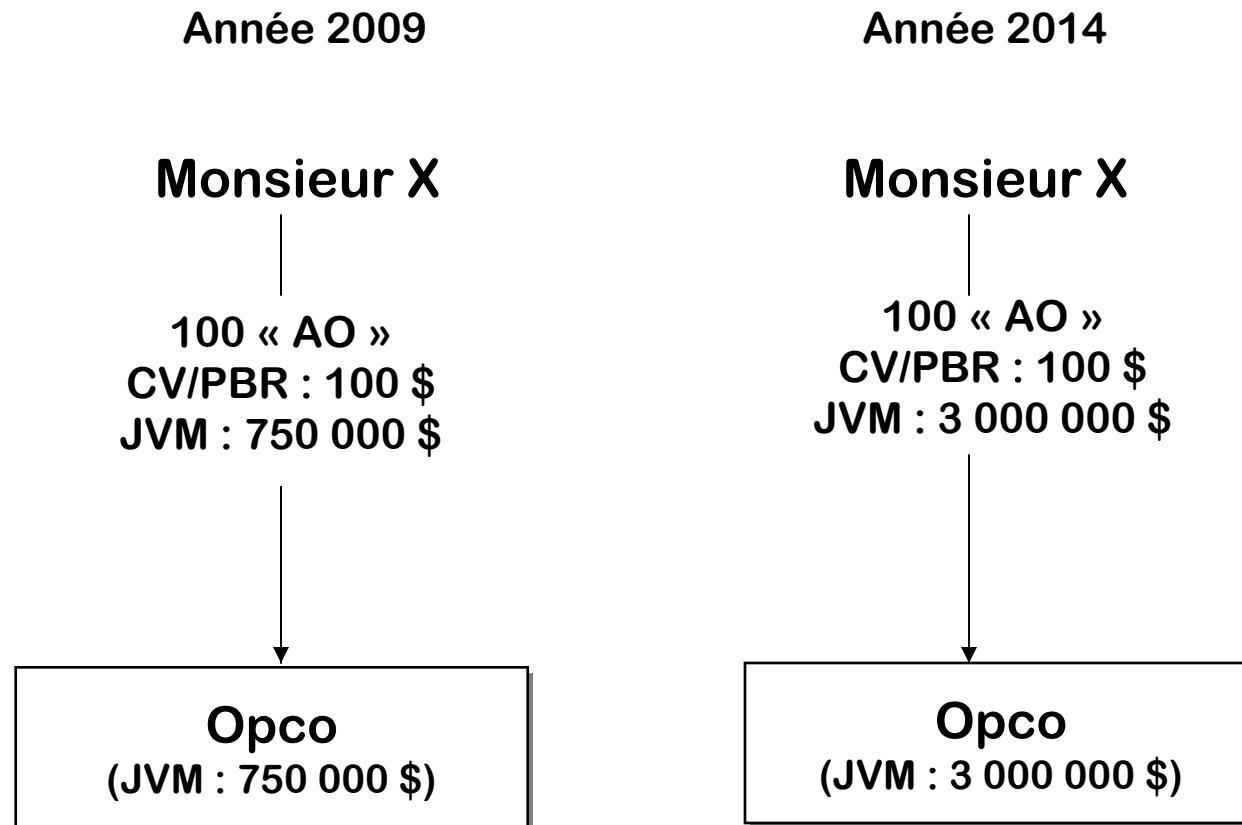 Année 2009
Monsieur X
100 « AO »
CV/PBR : 100 $
JVM : 750 000 $
Opco
(JVM : 750 000 $)
Année 2014
Monsieur X
100 « AO »
CV/PBR : 100 $
JVM : 3 000 000 $
Opco
(JVM : 3 000 000 $)